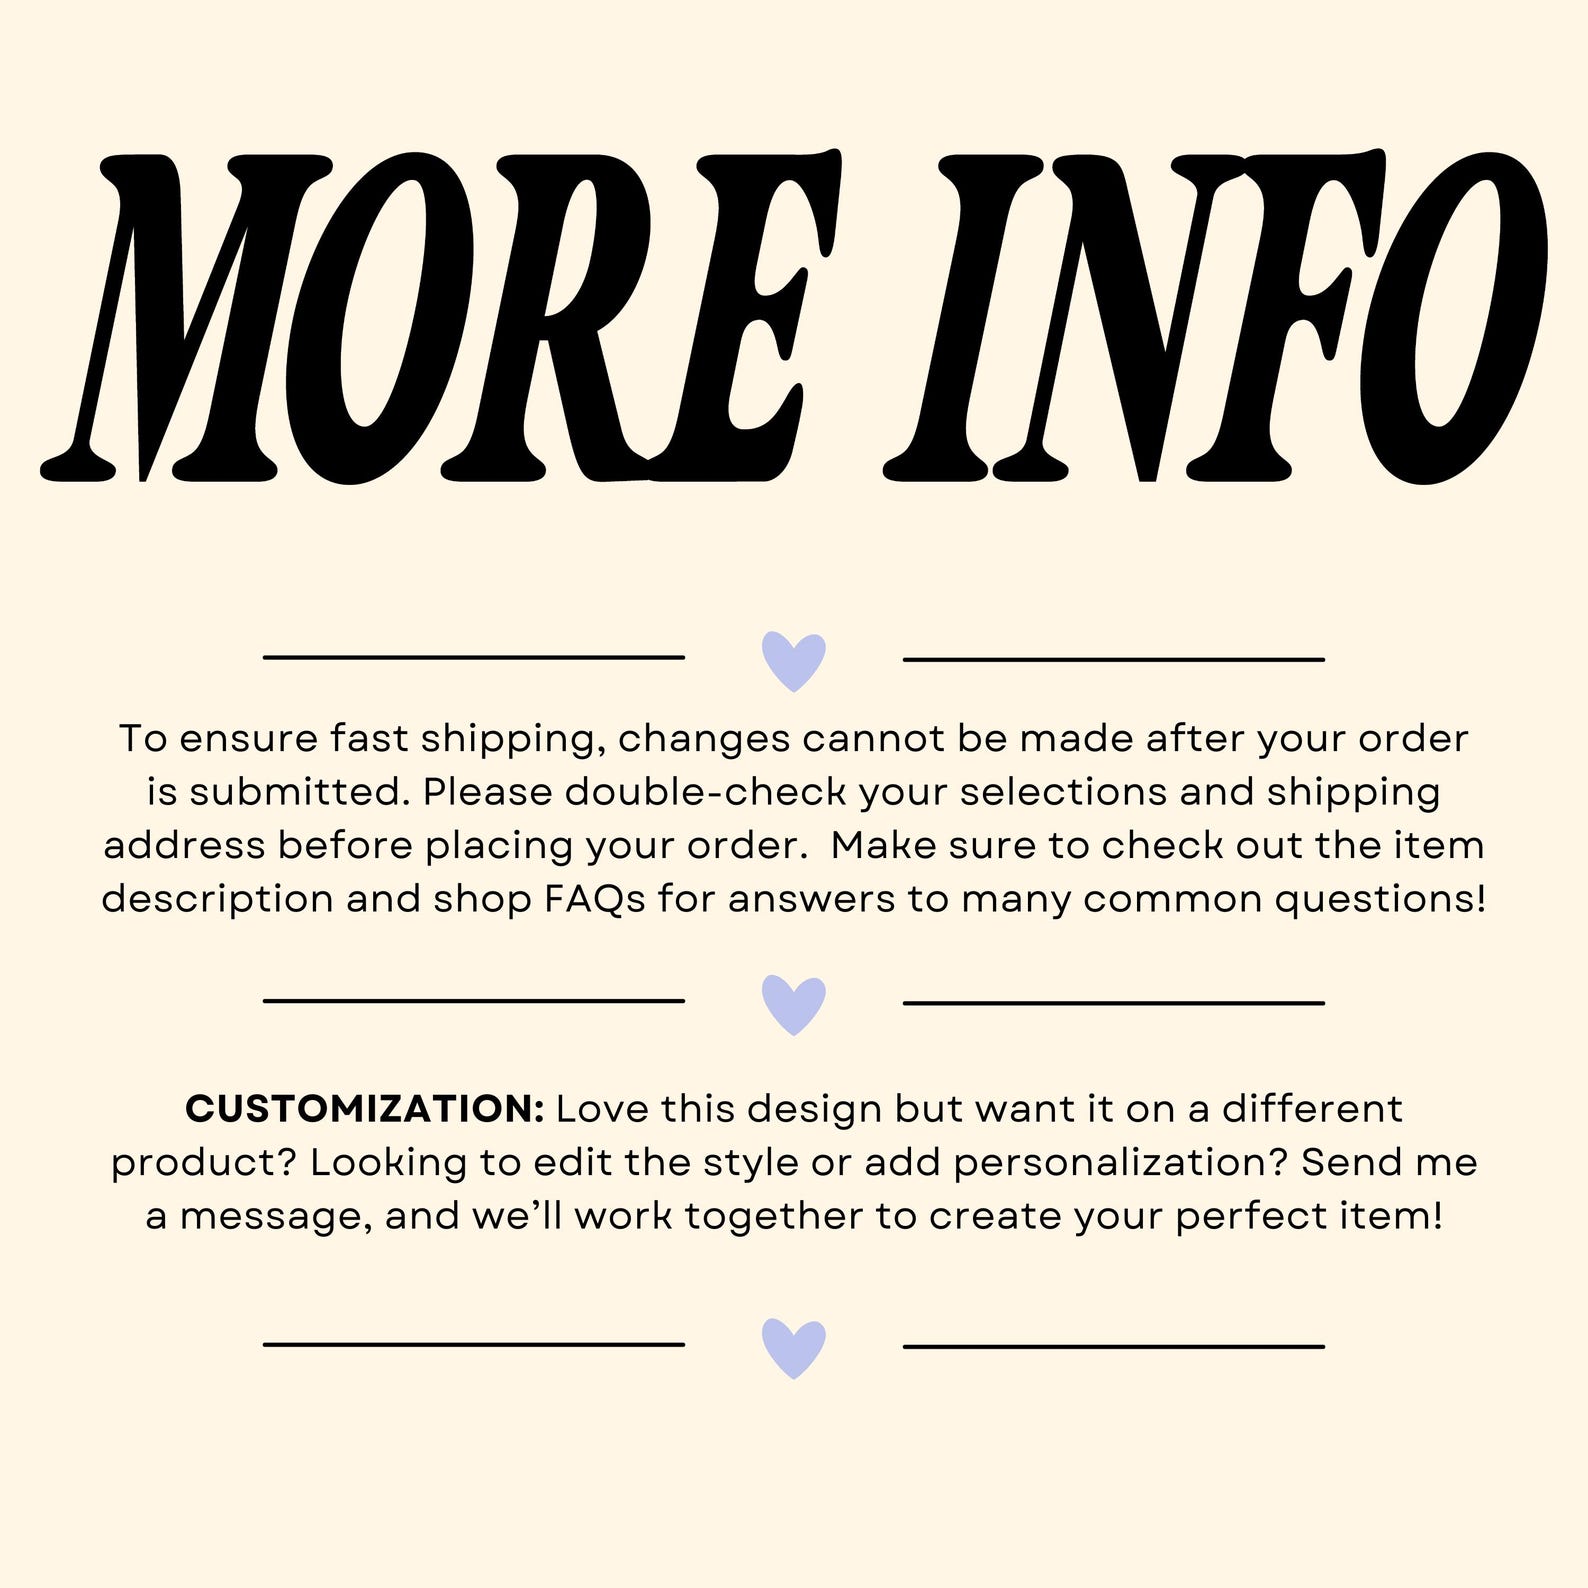 MORE INFO
To ensure fast shipping, changes cannot be made after your order
is submitted. Please double-check your selections and shipping
address before placing your order.  Make sure to check out the item
description and shop FAQs for answers to many common questions!
CUSTOMIZATION: Love this design but want it on a different
product? Looking to edit the style or add personalization? Send me
a message, and we’ll work together to create your perfect item!